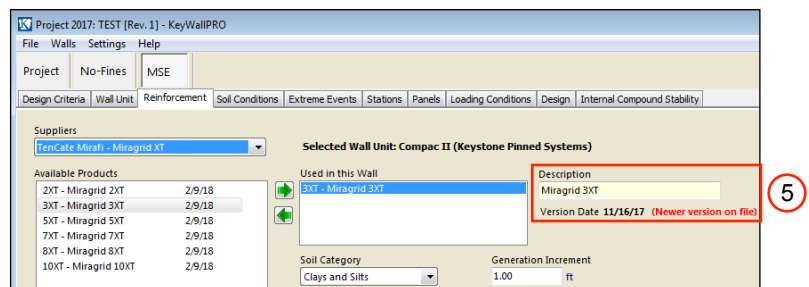 Project 2017: TEST [Rev. 1] - KeyWallPRO
File Walls Settings Help
Project No-Fines MSE
Design Criteria Wall Unit Reinforcement Soil Conditions Extreme Events Stations Panels Loading Conditions Design Internal Compound Stability
Suppliers
TenCate Mirafi - Miragrid XT
Selected Wall Unit: Compac II (Keystone Pinned Systems)
Available Products
2XT - Miragrid 2XT 2/9/18
3XT - Miragrid 3XT 2/9/18
5XT - Miragrid 5XT 2/9/18
7XT - Miragrid 7XT 2/9/18
8XT - Miragrid 8XT 2/9/18
10XT - Miragrid 10XT 2/9/18
Used in this Wall
3XT - Miragrid 3XT
Description
Miragrid 3XT
Version Date 11/16/17 (Newer version on file)
5
Soil Category
Clays and Silts
Generation Increment
1.00 ft